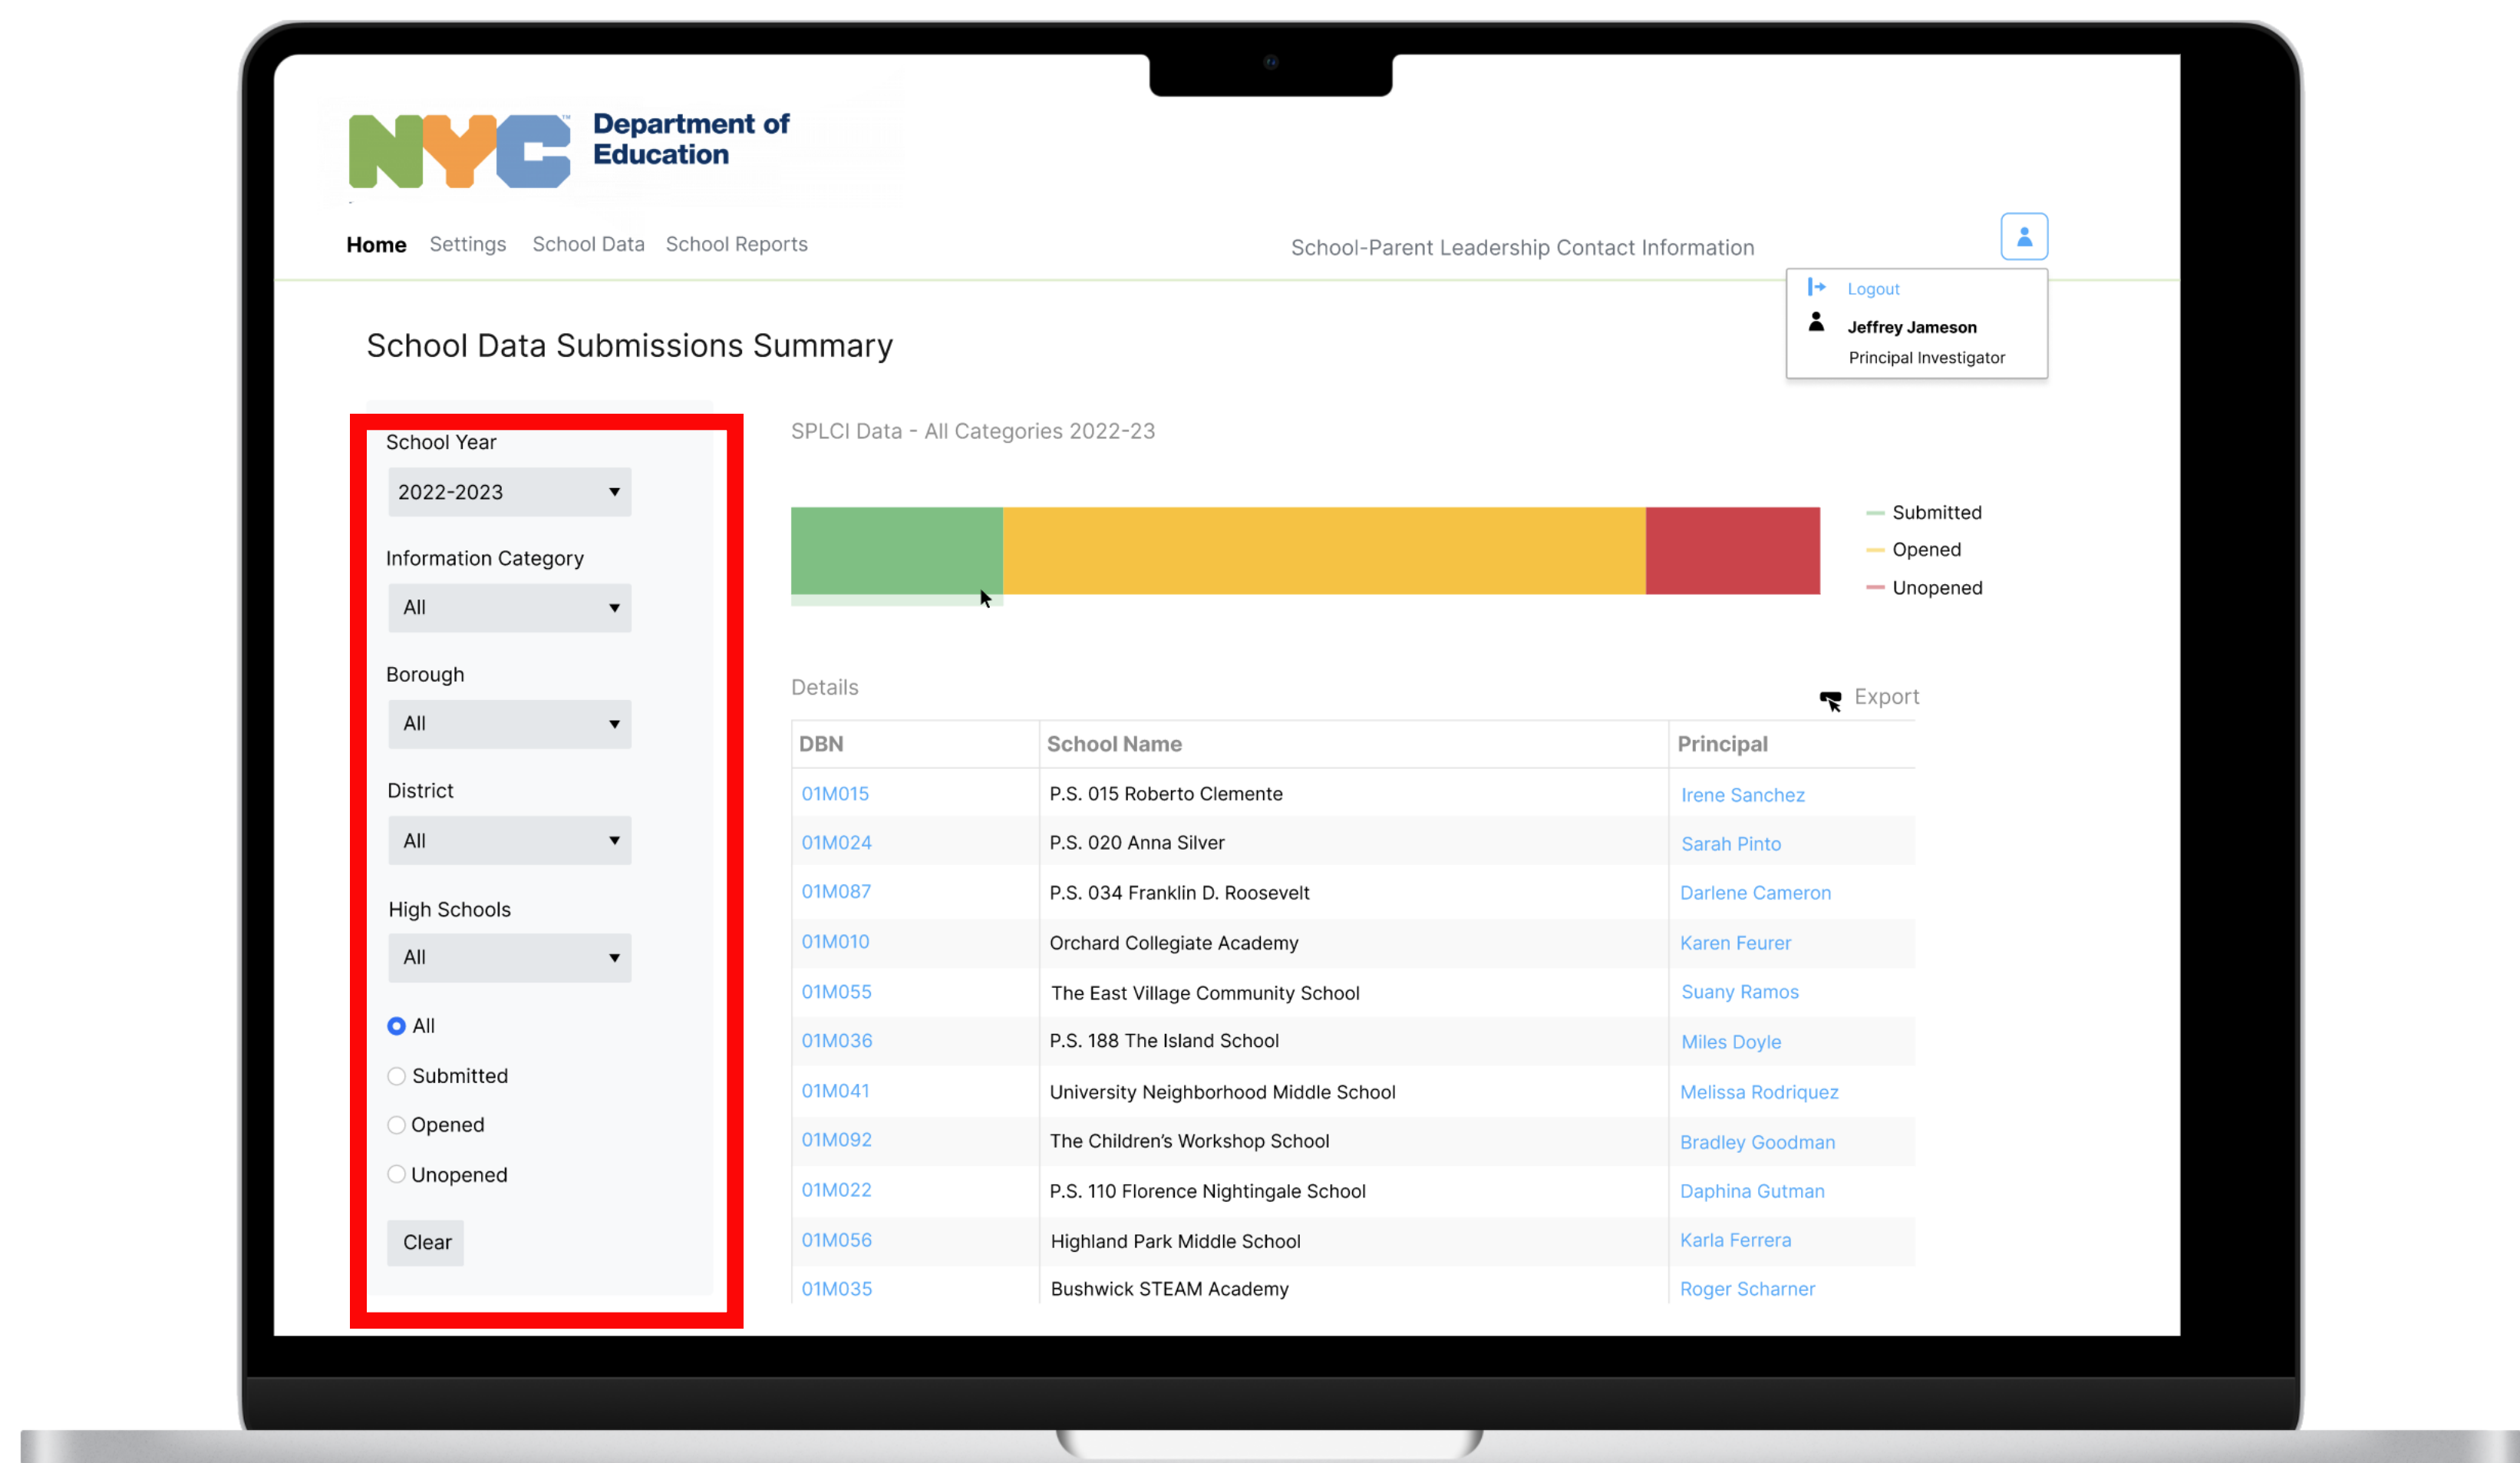 NYC™ Department of
Education
Home Settings School Data School Reports
School-Parent Leadership Contact Information
Logout
Jeffrey Jameson
Principal Investigator
School Data Submissions Summary
School Year
2022-2023
Information Category
All
Borough
All
District
All
High Schools
All
All
Submitted
Opened
Unopened
Clear
SPLCI Data - All Categories 2022-23
Submitted
Opened
Unopened
Details
Export
DBN School Name Principal
01M015 P.S. 015 Roberto Clemente Irene Sanchez
01M024 P.S. 020 Anna Silver Sarah Pinto
01M087 P.S. 034 Franklin D. Roosevelt Darlene Cameron
01M010 Orchard Collegiate Academy Karen Feurer
01M055 The East Village Community School Suany Ramos
01M036 P.S. 188 The Island School Miles Doyle
01M041 University Neighborhood Middle School Melissa Rodriquez
01M092 The Children’s Workshop School Bradley Goodman
01M022 P.S. 110 Florence Nightingale School Daphina Gutman
01M056 Highland Park Middle School Karla Ferrera
01M035 Bushwick STEAM Academy Roger Scharner